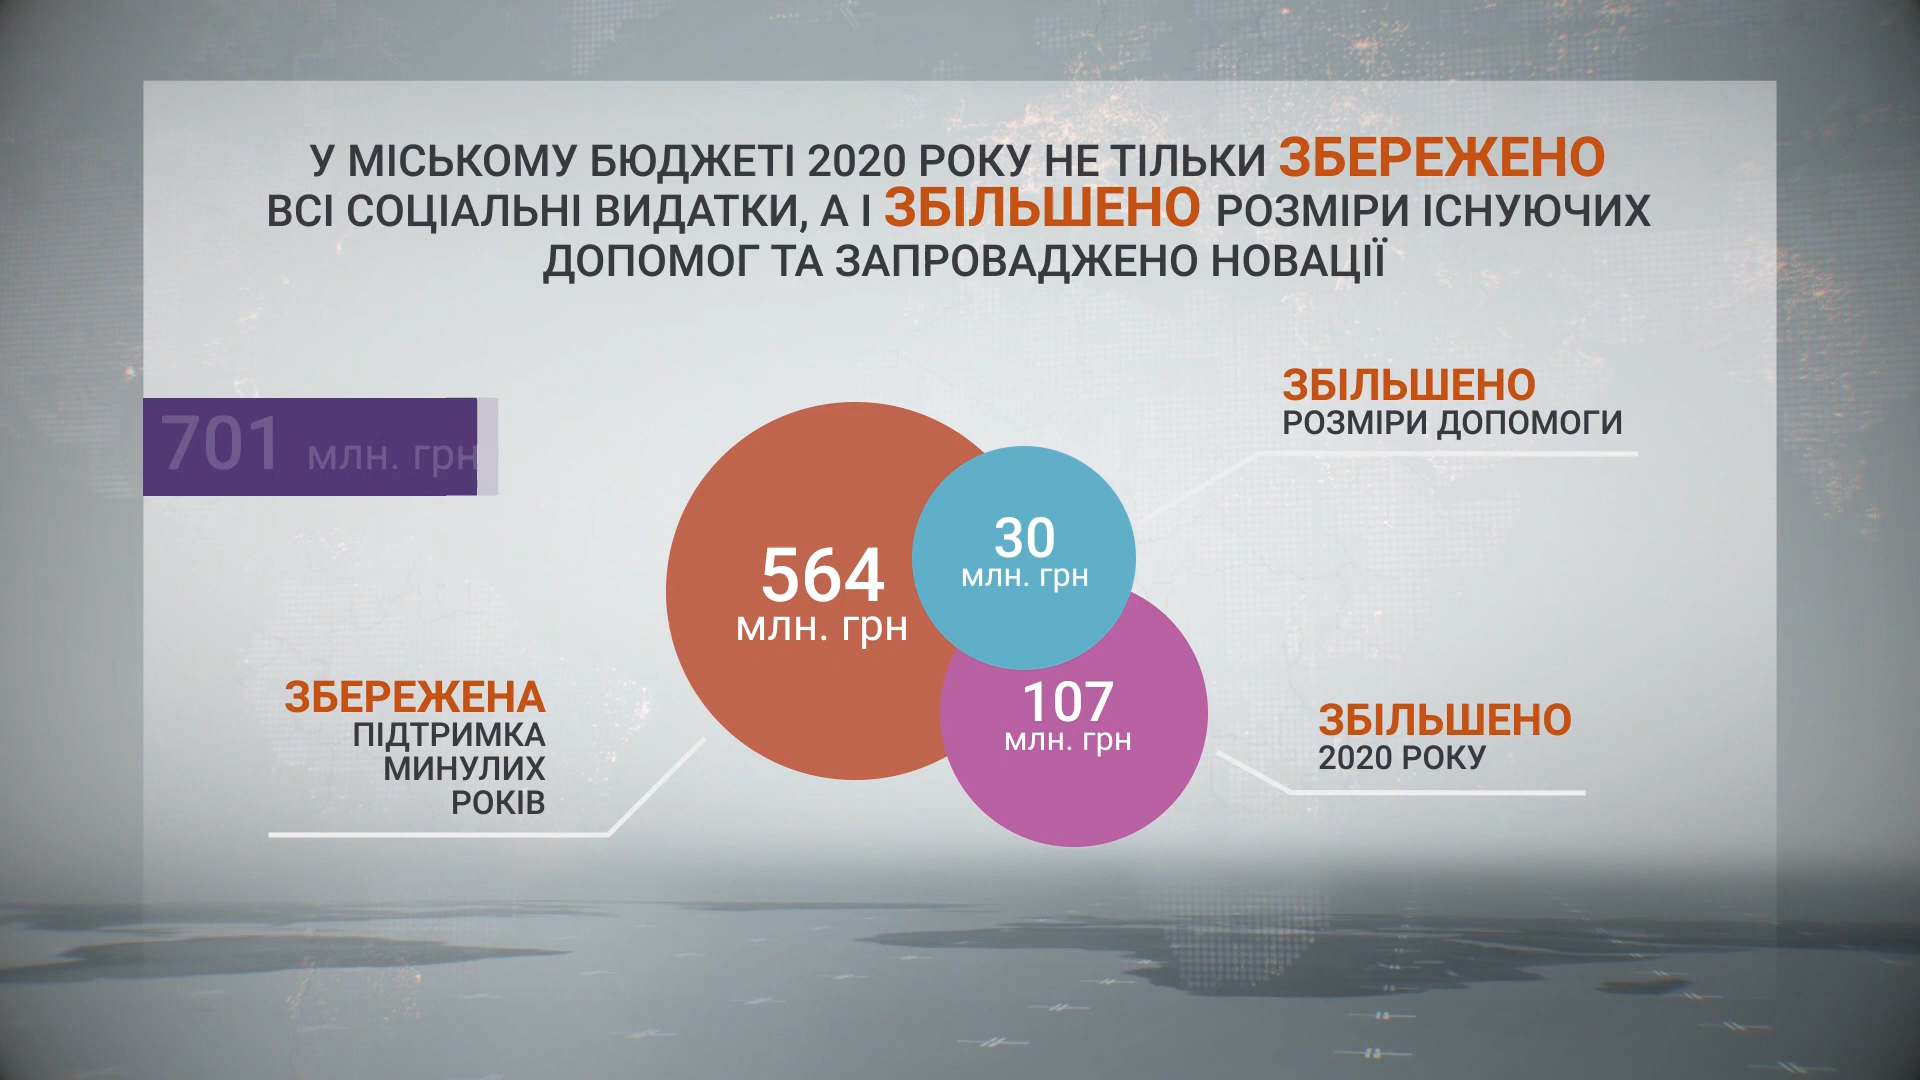 У МІСЬКОМУ БЮДЖЕТІ 2020 РОКУ НЕ ТІЛЬКИ ЗБЕРЕЖЕНО
ВСІ СОЦІАЛЬНІ ВИДАТКИ, А І ЗБІЛЬШЕНО РОЗМІРИ ІСНУЮЧИХ
ДОПОМОГ ТА ЗАПРОВАДЖЕНО НОВАЦІЇ
701 млн. грн
ЗБІЛЬШЕНО
РОЗМІРИ ДОПОМОГИ
30
млн. грн
564
млн. грн
ЗБЕРЕЖЕНА
ПІДТРИМКА
МИНУЛИХ
РОКІВ
107
млн. грн
ЗБІЛЬШЕНО
2020 РОКУ